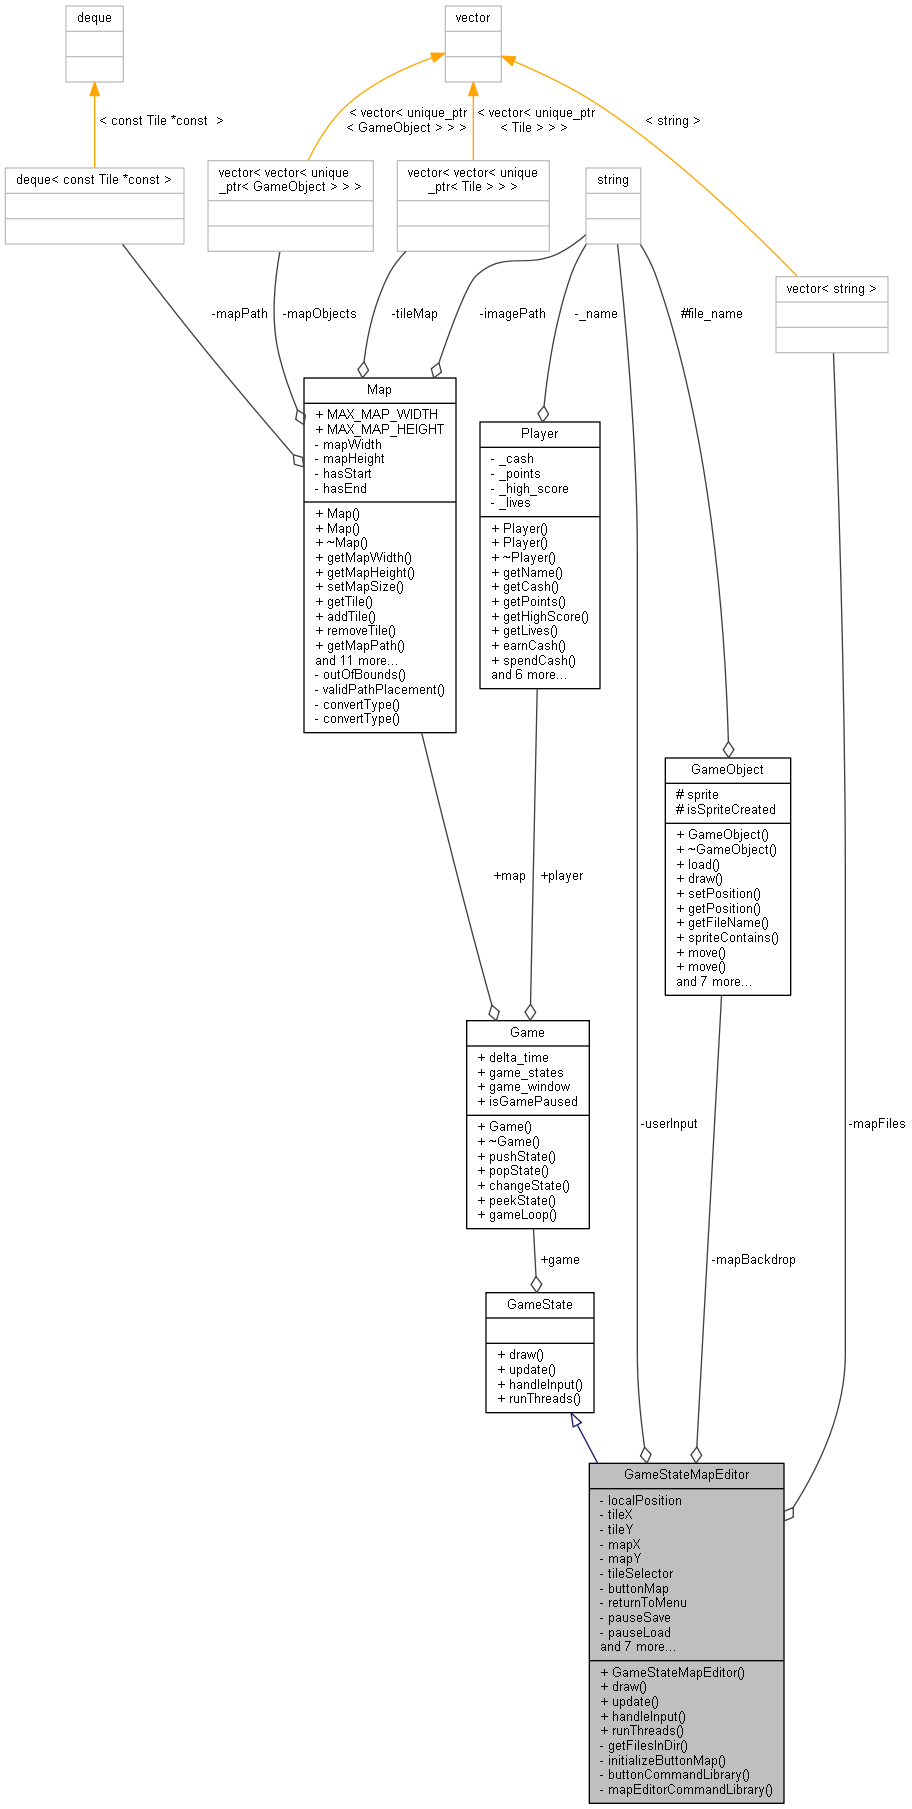 deque
vector
< const Tile *const  >
< vector< unique_ptr
< GameObject > > >
< vector< unique_ptr
< Tile > > >
< string >
deque< const Tile *const >
vector< vector< unique
_ptr< GameObject > > >
vector< vector< unique
_ptr< Tile > > >
string
vector< string >
-mapPath
-mapObjects
-tileMap
-imagePath
-_name
#file_name
Map
+ MAX_MAP_WIDTH
+ MAX_MAP_HEIGHT
- mapWidth
- mapHeight
- hasStart
- hasEnd
+ Map()
+ Map()
+ ~Map()
+ getMapWidth()
+ getMapHeight()
+ setMapSize()
+ getTile()
+ addTile()
+ removeTile()
+ getMapPath()
and 11 more...
- outOfBounds()
- validPathPlacement()
- convertType()
- convertType()
Player
- _cash
- _points
- _high_score
- _lives
+ Player()
+ Player()
+ ~Player()
+ getName()
+ getCash()
+ getPoints()
+ getHighScore()
+ getLives()
+ earnCash()
+ spendCash()
and 6 more...
GameObject
# sprite
# isSpriteCreated
+ GameObject()
+ ~GameObject()
+ load()
+ draw()
+ setPosition()
+ getPosition()
+ getFileName()
+ spriteContains()
+ move()
+ move()
and 7 more...
+map
+player
Game
+ delta_time
+ game_states
+ game_window
+ isGamePaused
+ Game()
+ ~Game()
+ pushState()
+ popState()
+ changeState()
+ peekState()
+ gameLoop()
-userInput
-mapFiles
+game
-mapBackdrop
GameState
+ draw()
+ update()
+ handleInput()
+ runThreads()
GameStateMapEditor
- localPosition
- tileX
- tileY
- mapX
- mapY
- tileSelector
- buttonMap
- returnToMenu
- pauseSave
- pauseLoad
and 7 more...
+ GameStateMapEditor()
+ draw()
+ update()
+ handleInput()
+ runThreads()
- getFilesInDir()
- initializeButtonMap()
- buttonCommandLibrary()
- mapEditorCommandLibrary()